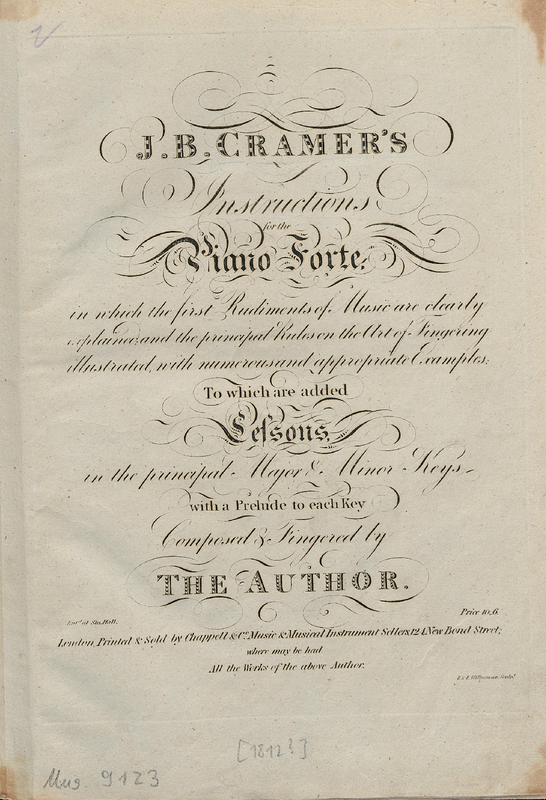 J. B. CRAMER'S
Instructions
for the
Piano Forte;
in which the first Rudiments of Music are clearly
explained; and the principal Rules on the Art of Fingering
illustrated, with numerous and appropriate Examples:
To which are added
Leſsons
in the principal Major & Minor Keys,
with a Prelude to each Key
Composed & Fingered by
THE AUTHOR.
Entd. at Sta. Hall. Price 10,,6.
London, Printed & Sold by Chappell & Co. Music & Musical Instrument Sellers, 124, New Bond Street;
where may be had
All the Works of the above Author.
[1812?]
Mus. 9123